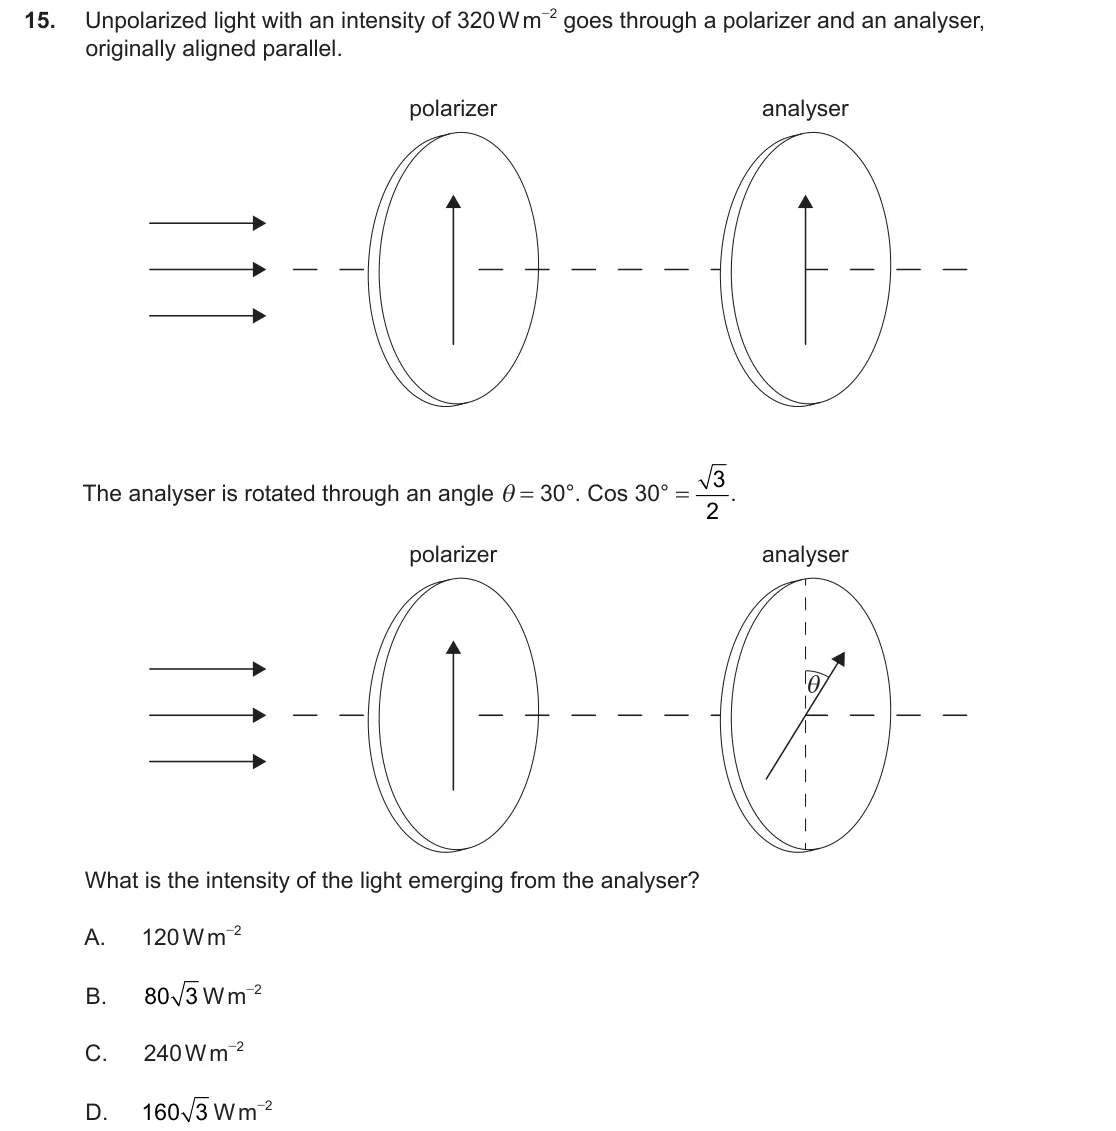 15. Unpolarized light with an intensity of 320 W m⁻² goes through a polarizer and an analyser,
originally aligned parallel.
polarizer analyser
The analyser is rotated through an angle θ = 30°. Cos 30° = √3/2.
polarizer analyser
θ
What is the intensity of the light emerging from the analyser?
A. 120 W m⁻²
B. 80√3 W m⁻²
C. 240 W m⁻²
D. 160√3 W m⁻²